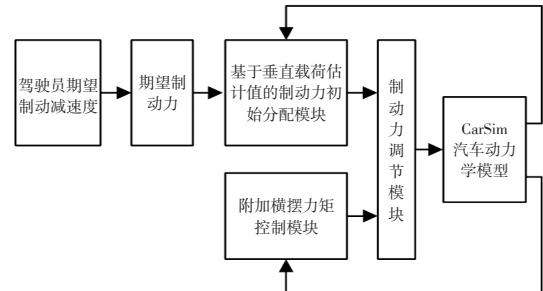 驾驶员期望
制动减速度
期望制
动力
基于垂直载荷估
计值的制动力初
始分配模块
附加横摆力矩
控制模块
制
动
力
调
节
模
块
CarSim
汽车动力
学模型